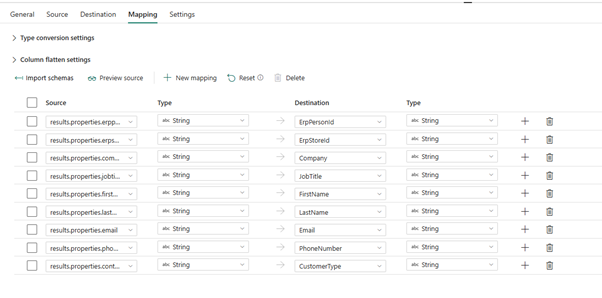 General Source Destination Mapping Settings
Type conversion settings
Column flatten settings
Import schemas Preview source New mapping Reset Delete
Source Type Destination Type
results.properties.erpp... abc String ErpPersonId abc String
results.properties.erps... abc String ErpStoreId abc String
results.properties.com... abc String Company abc String
results.properties.jobti... abc String JobTitle abc String
results.properties.first... abc String FirstName abc String
results.properties.last... abc String LastName abc String
results.properties.email abc String Email abc String
results.properties.pho... abc String PhoneNumber abc String
results.properties.cont... abc String CustomerType abc String